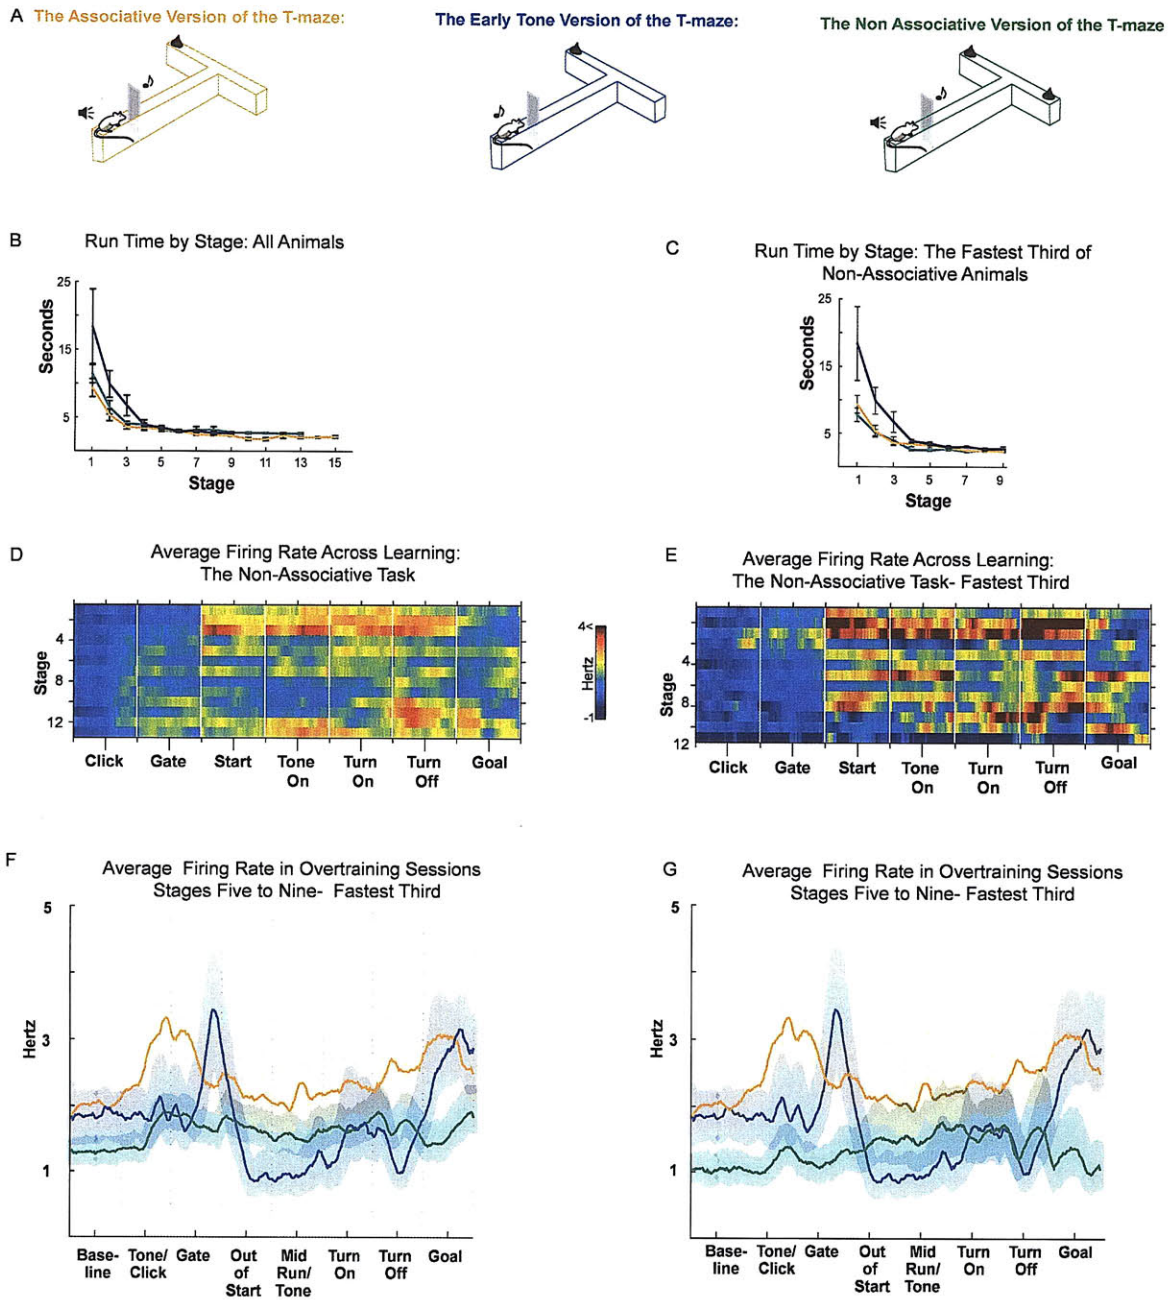 A
The Associative Version of the T-maze:
The Early Tone Version of the T-maze:
The Non Associative Version of the T-maze
B
Run Time by Stage: All Animals
25
15
5
Seconds
1 3 5 7 9 11 13 15
Stage
C
Run Time by Stage: The Fastest Third of
Non-Associative Animals
25
15
5
Seconds
1 3 5 7 9
Stage
D
Average Firing Rate Across Learning:
The Non-Associative Task
4
8
12
Stage
Click Gate Start Tone On Turn On Turn Off Goal
4<
Hertz
-1
E
Average Firing Rate Across Learning:
The Non-Associative Task- Fastest Third
4
8
12
Stage
Click Gate Start Tone On Turn On Turn Off Goal
F
Average Firing Rate in Overtraining Sessions
Stages Five to Nine- Fastest Third
5
3
1
Hertz
Base-line Tone/Click Gate Out of Start Mid Run/Tone Turn On Turn Off Goal
G
Average Firing Rate in Overtraining Sessions
Stages Five to Nine- Fastest Third
5
3
1
Hertz
Base-line Tone/Click Gate Out of Start Mid Run/Tone Turn On Turn Off Goal